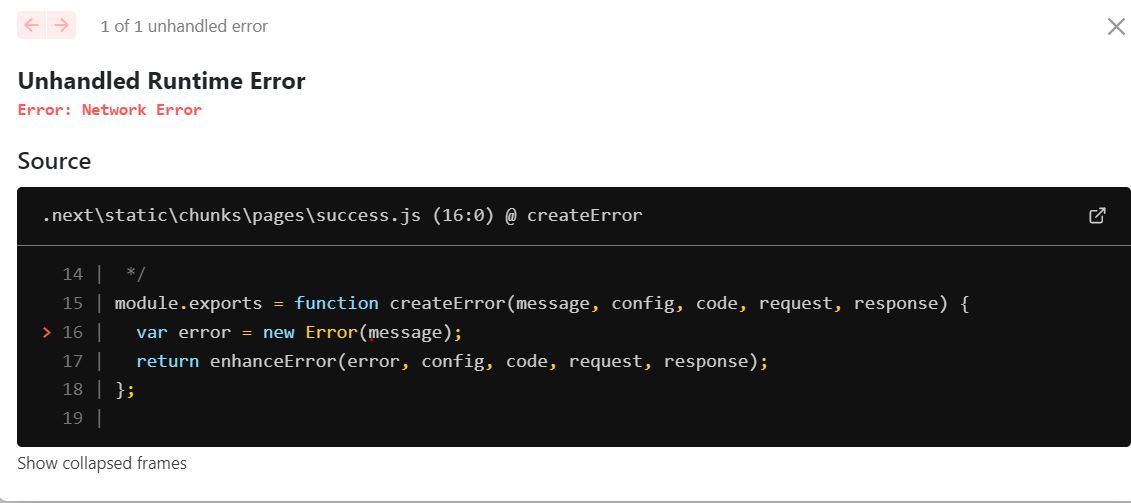 1 of 1 unhandled error
Unhandled Runtime Error
Error: Network Error
Source
.next\static\chunks\pages\success.js (16:0) @ createError
14 |  */
15 | module.exports = function createError(message, config, code, request, response) {
> 16 |   var error = new Error(message);
17 |   return enhanceError(error, config, code, request, response);
18 | };
19 |
Show collapsed frames